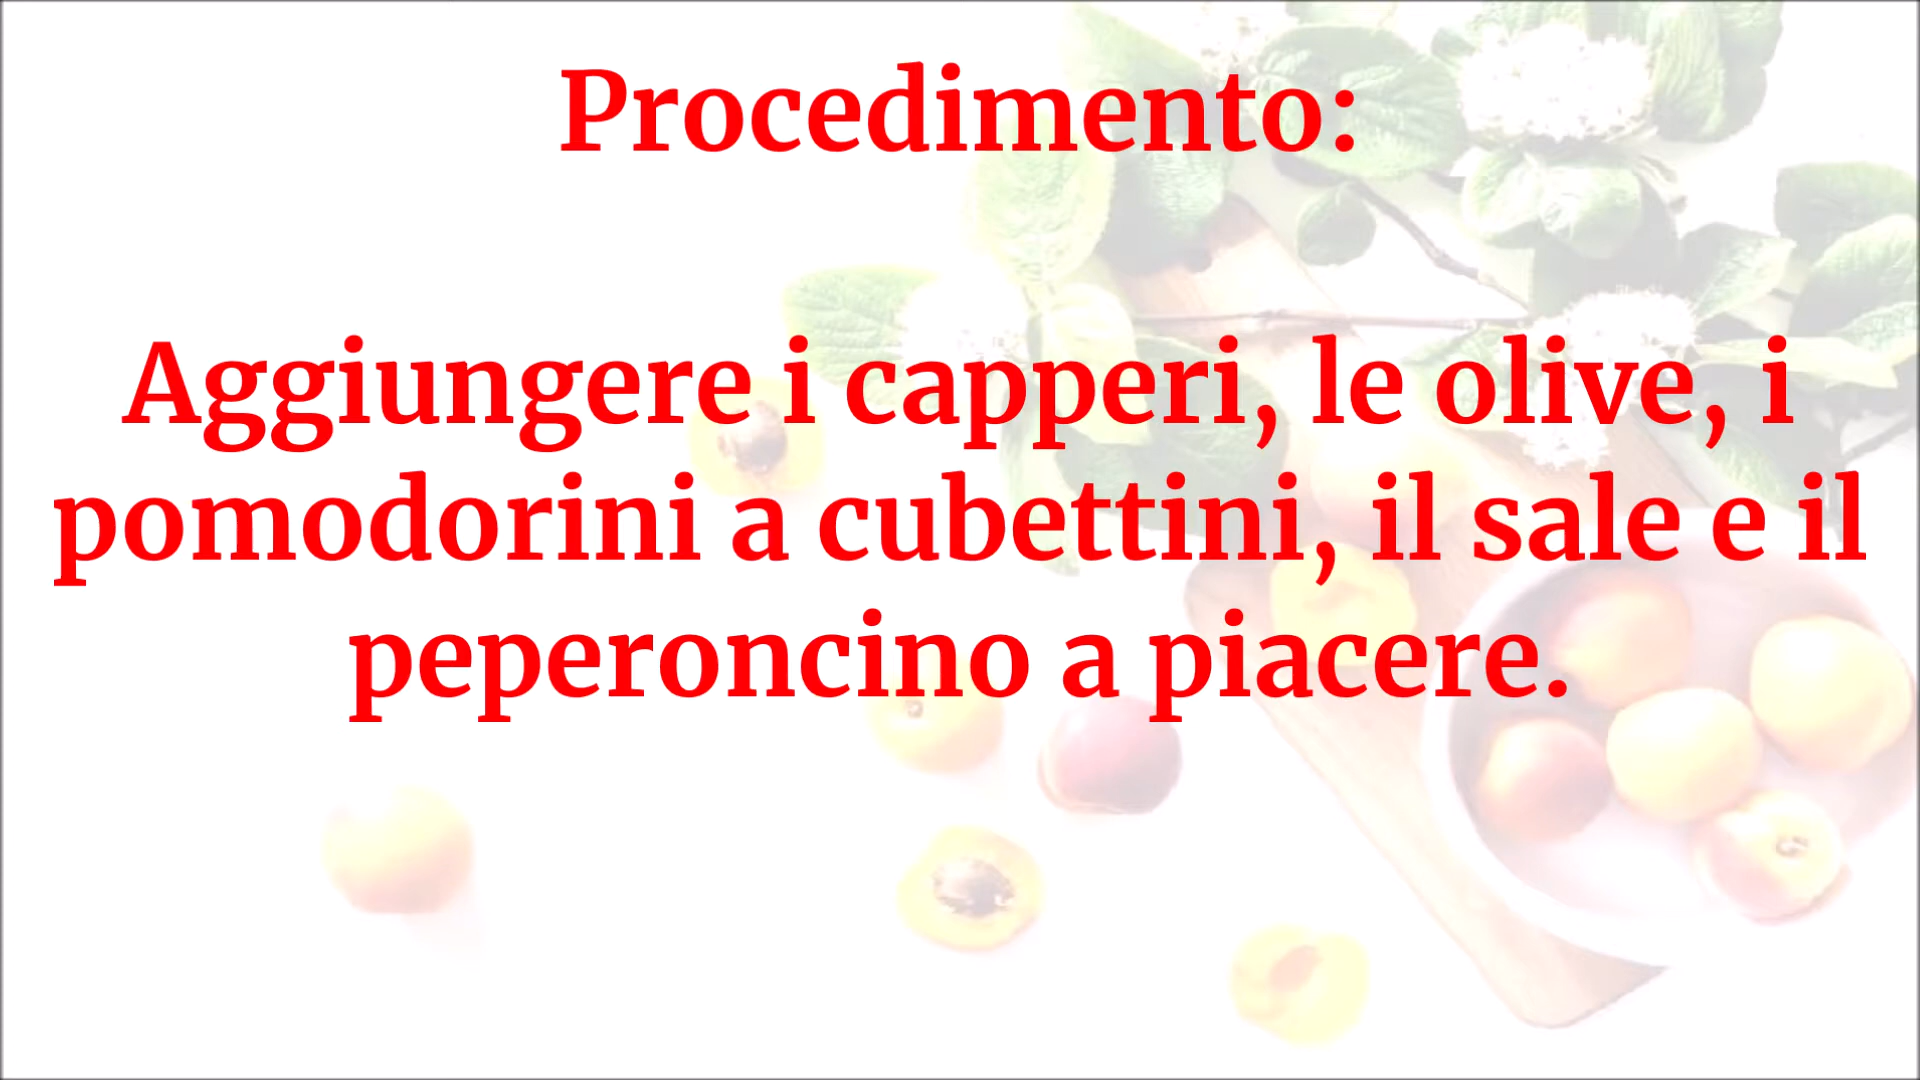 Procedimento:
Aggiungere i capperi, le olive, i
pomodorini a cubettini, il sale e il
peperoncino a piacere.